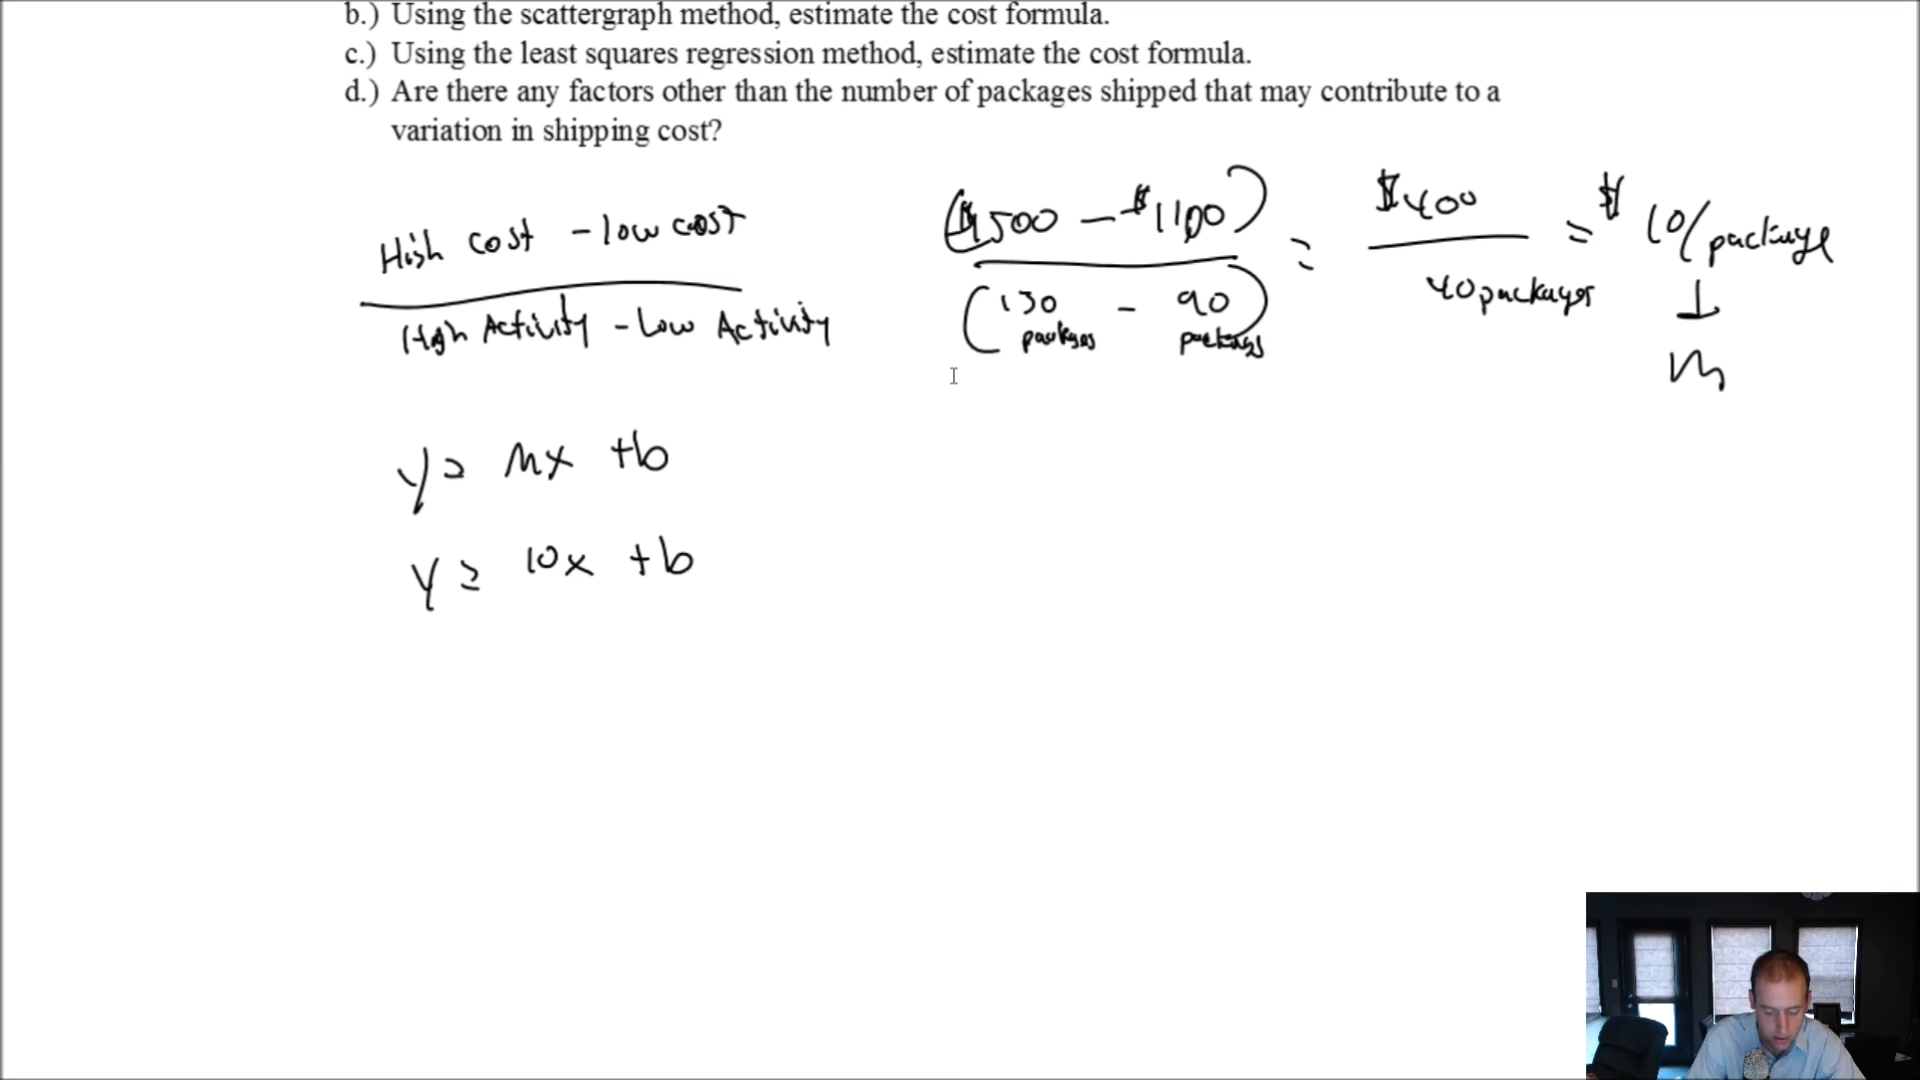 b.) Using the scattergraph method, estimate the cost formula.
c.) Using the least squares regression method, estimate the cost formula.
d.) Are there any factors other than the number of packages shipped that may contribute to a
variation in shipping cost?
High cost - low cost
High Activity - Low Activity
($1500 - $1100)
(130 packages - 90 packages)
=
$400
40 packages
= $10/package
↓
m
y = mx + b
y = 10x + b